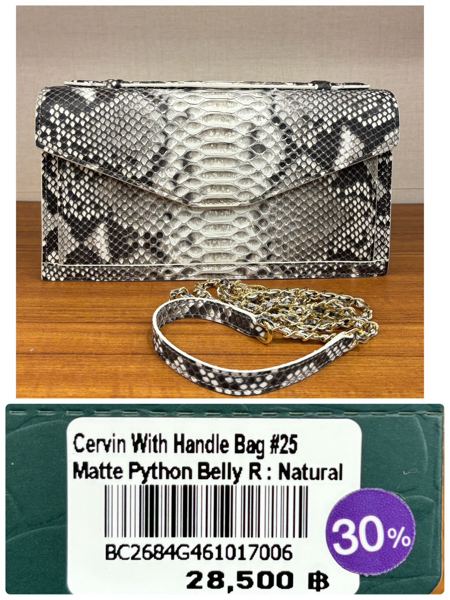 Cervin With Handle Bag #25
Matte Python Belly R : Natural
BC2684G461017006
30%
28,500 ฿